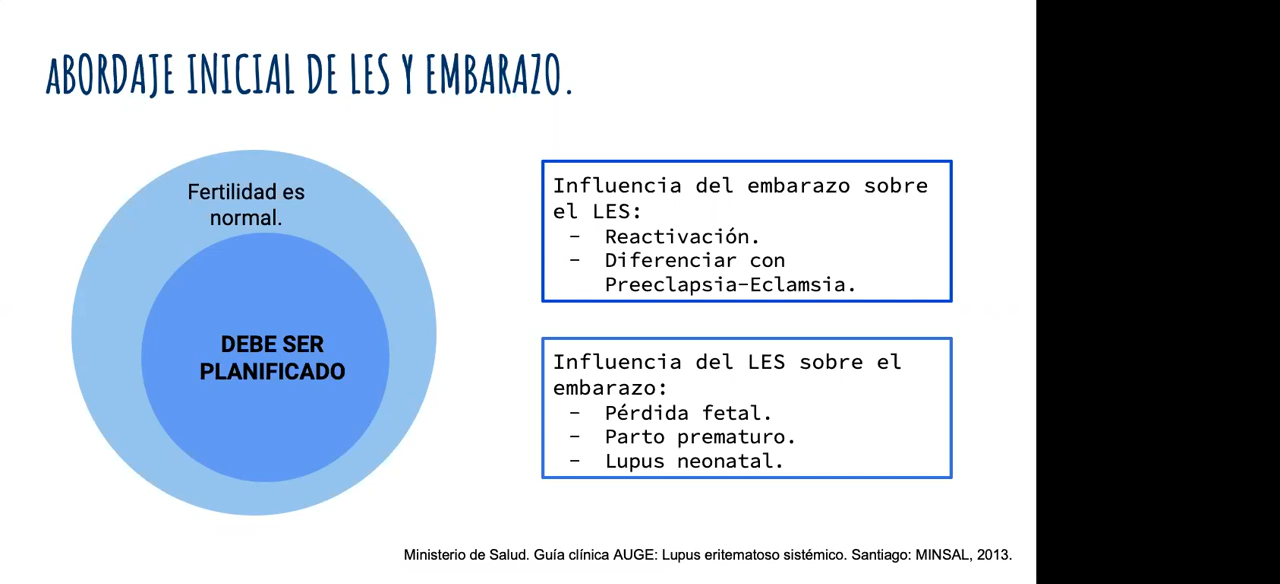 ABORDAJE INICIAL DE LES Y EMBARAZO.
Fertilidad es
normal.
DEBE SER
PLANIFICADO
Influencia del embarazo sobre
el LES:
- Reactivación.
- Diferenciar con
Preeclapsia-Eclamsia.
Influencia del LES sobre el
embarazo:
- Pérdida fetal.
- Parto prematuro.
- Lupus neonatal.
Ministerio de Salud. Guía clínica AUGE: Lupus eritematoso sistémico. Santiago: MINSAL, 2013.